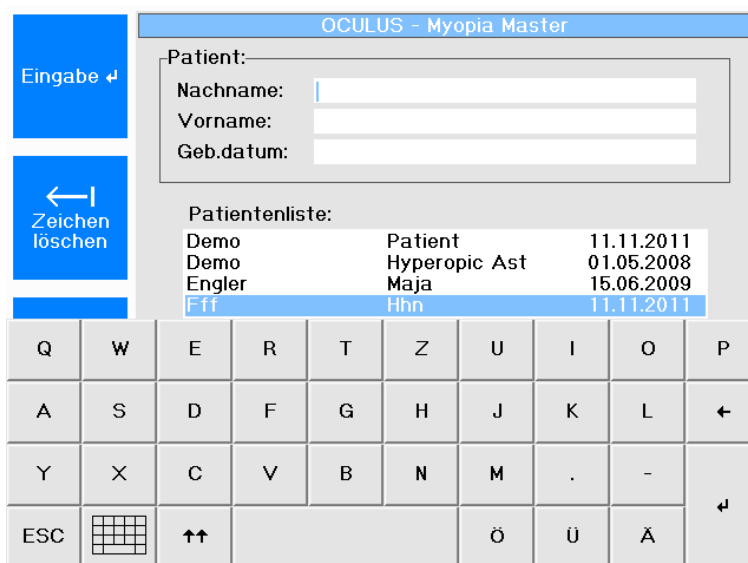 OCULUS - Myopia Master
Eingabe ↵
Patient:
Nachname:
Vorname:
Geb.datum:
Zeichen
löschen
Patientenliste:
Demo Patient 11.11.2011
Demo Hyperopic Ast 01.05.2008
Engler Maja 15.06.2009
Fff Hhn 11.11.2011
Q W E R T Z U I O P
A S D F G H J K L ←
Y X C V B N M . - ↵
ESC ↑↑ Ö Ü Ä